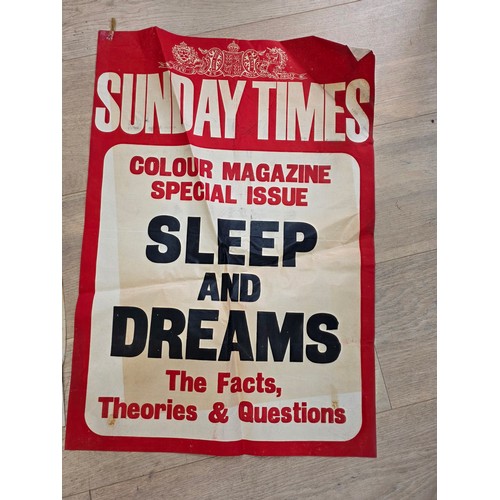 SUNDAY TIMES
COLOUR MAGAZINE
SPECIAL ISSUE
SLEEP
AND
DREAMS
The Facts,
Theories & Questions